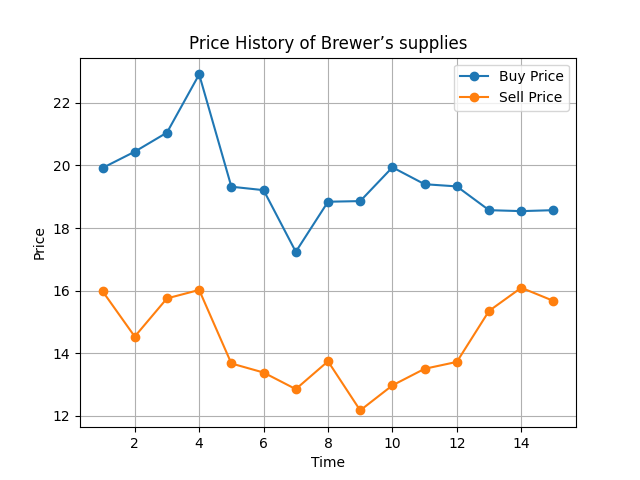 Price History of Brewer’s supplies
Buy Price
Sell Price
Price
22
20
18
16
14
12
2 4 6 8 10 12 14
Time